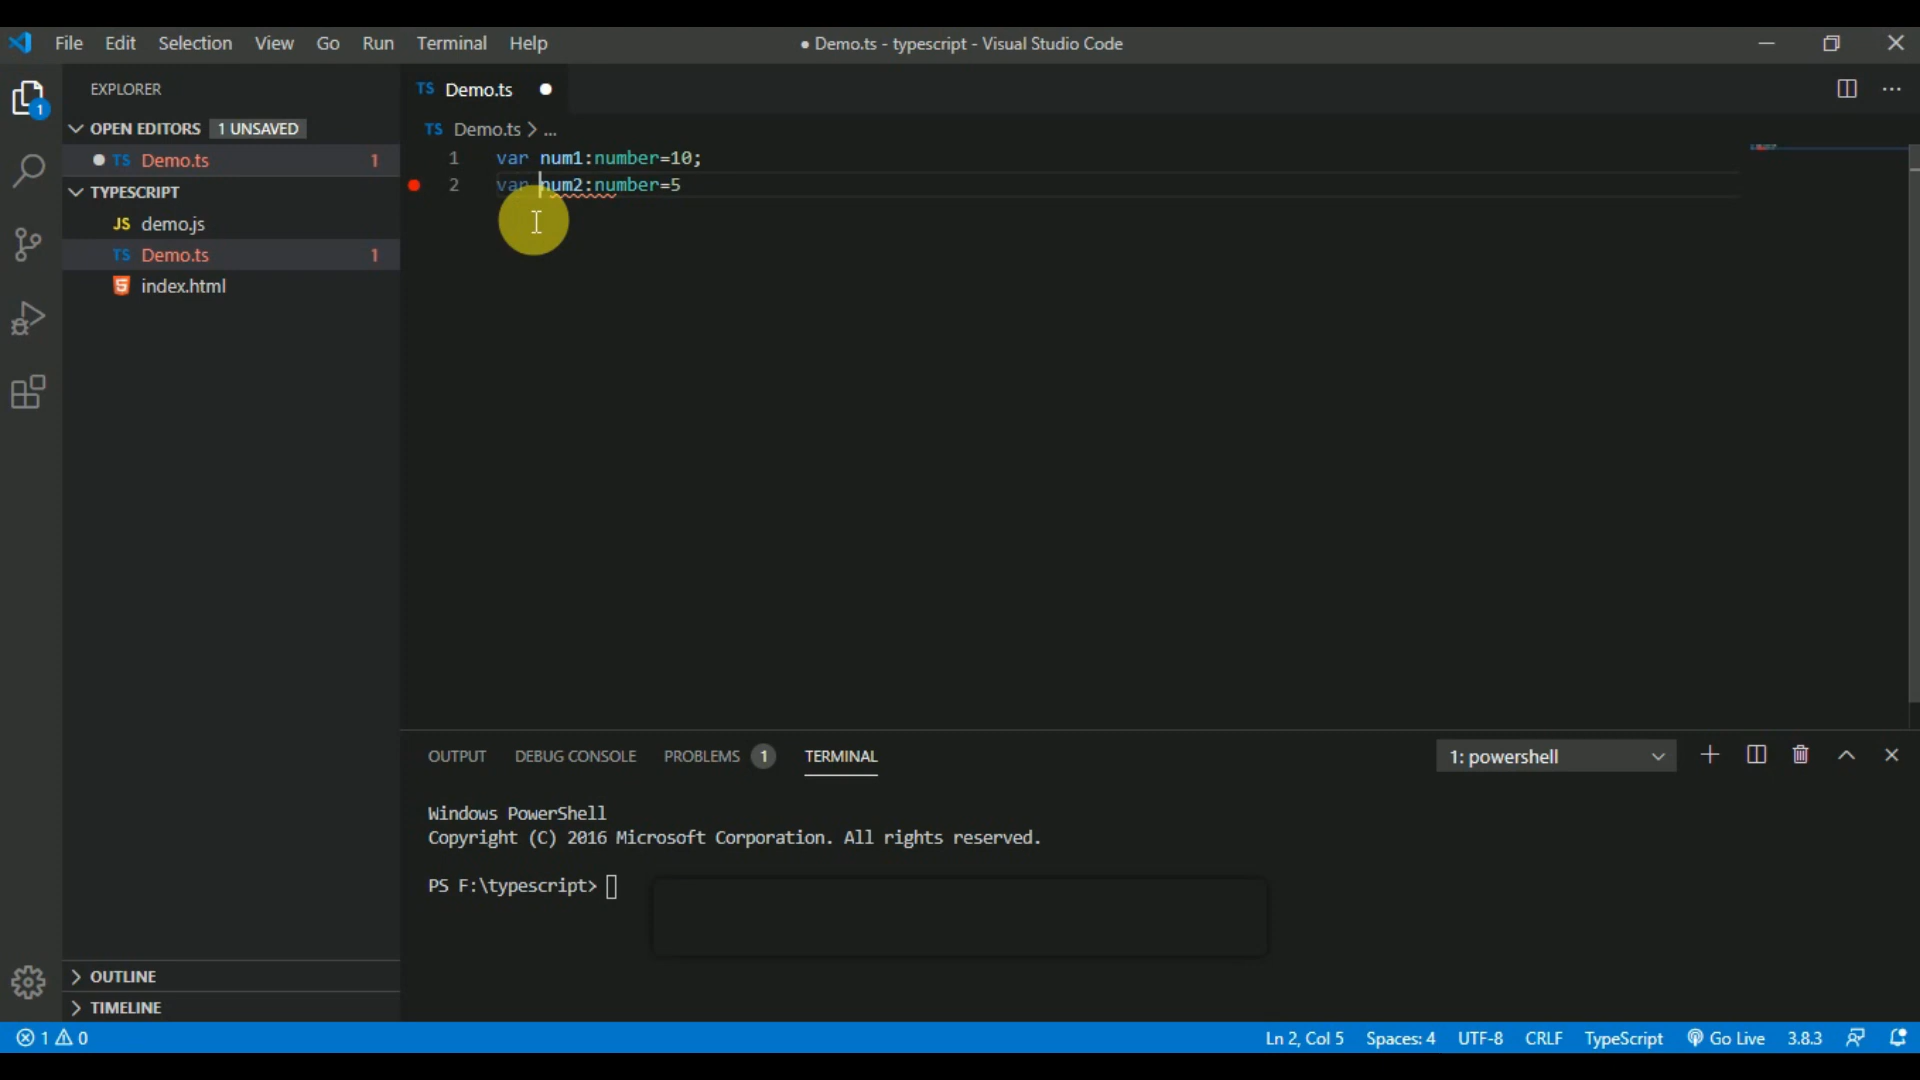 File Edit Selection View Go Run Terminal Help
● Demo.ts - typescript - Visual Studio Code
EXPLORER
OPEN EDITORS 1 UNSAVED
TS Demo.ts 1
TYPESCRIPT
JS demo.js
TS Demo.ts 1
index.html
OUTLINE
TIMELINE
1
TS Demo.ts
TS Demo.ts > ...
1 var num1:number=10;
2 var num2:number=5
OUTPUT DEBUG CONSOLE PROBLEMS 1 TERMINAL
1: powershell
Windows PowerShell
Copyright (C) 2016 Microsoft Corporation. All rights reserved.
PS F:\typescript>
1 0 Ln 2, Col 5 Spaces: 4 UTF-8 CRLF TypeScript Go Live 3.8.3